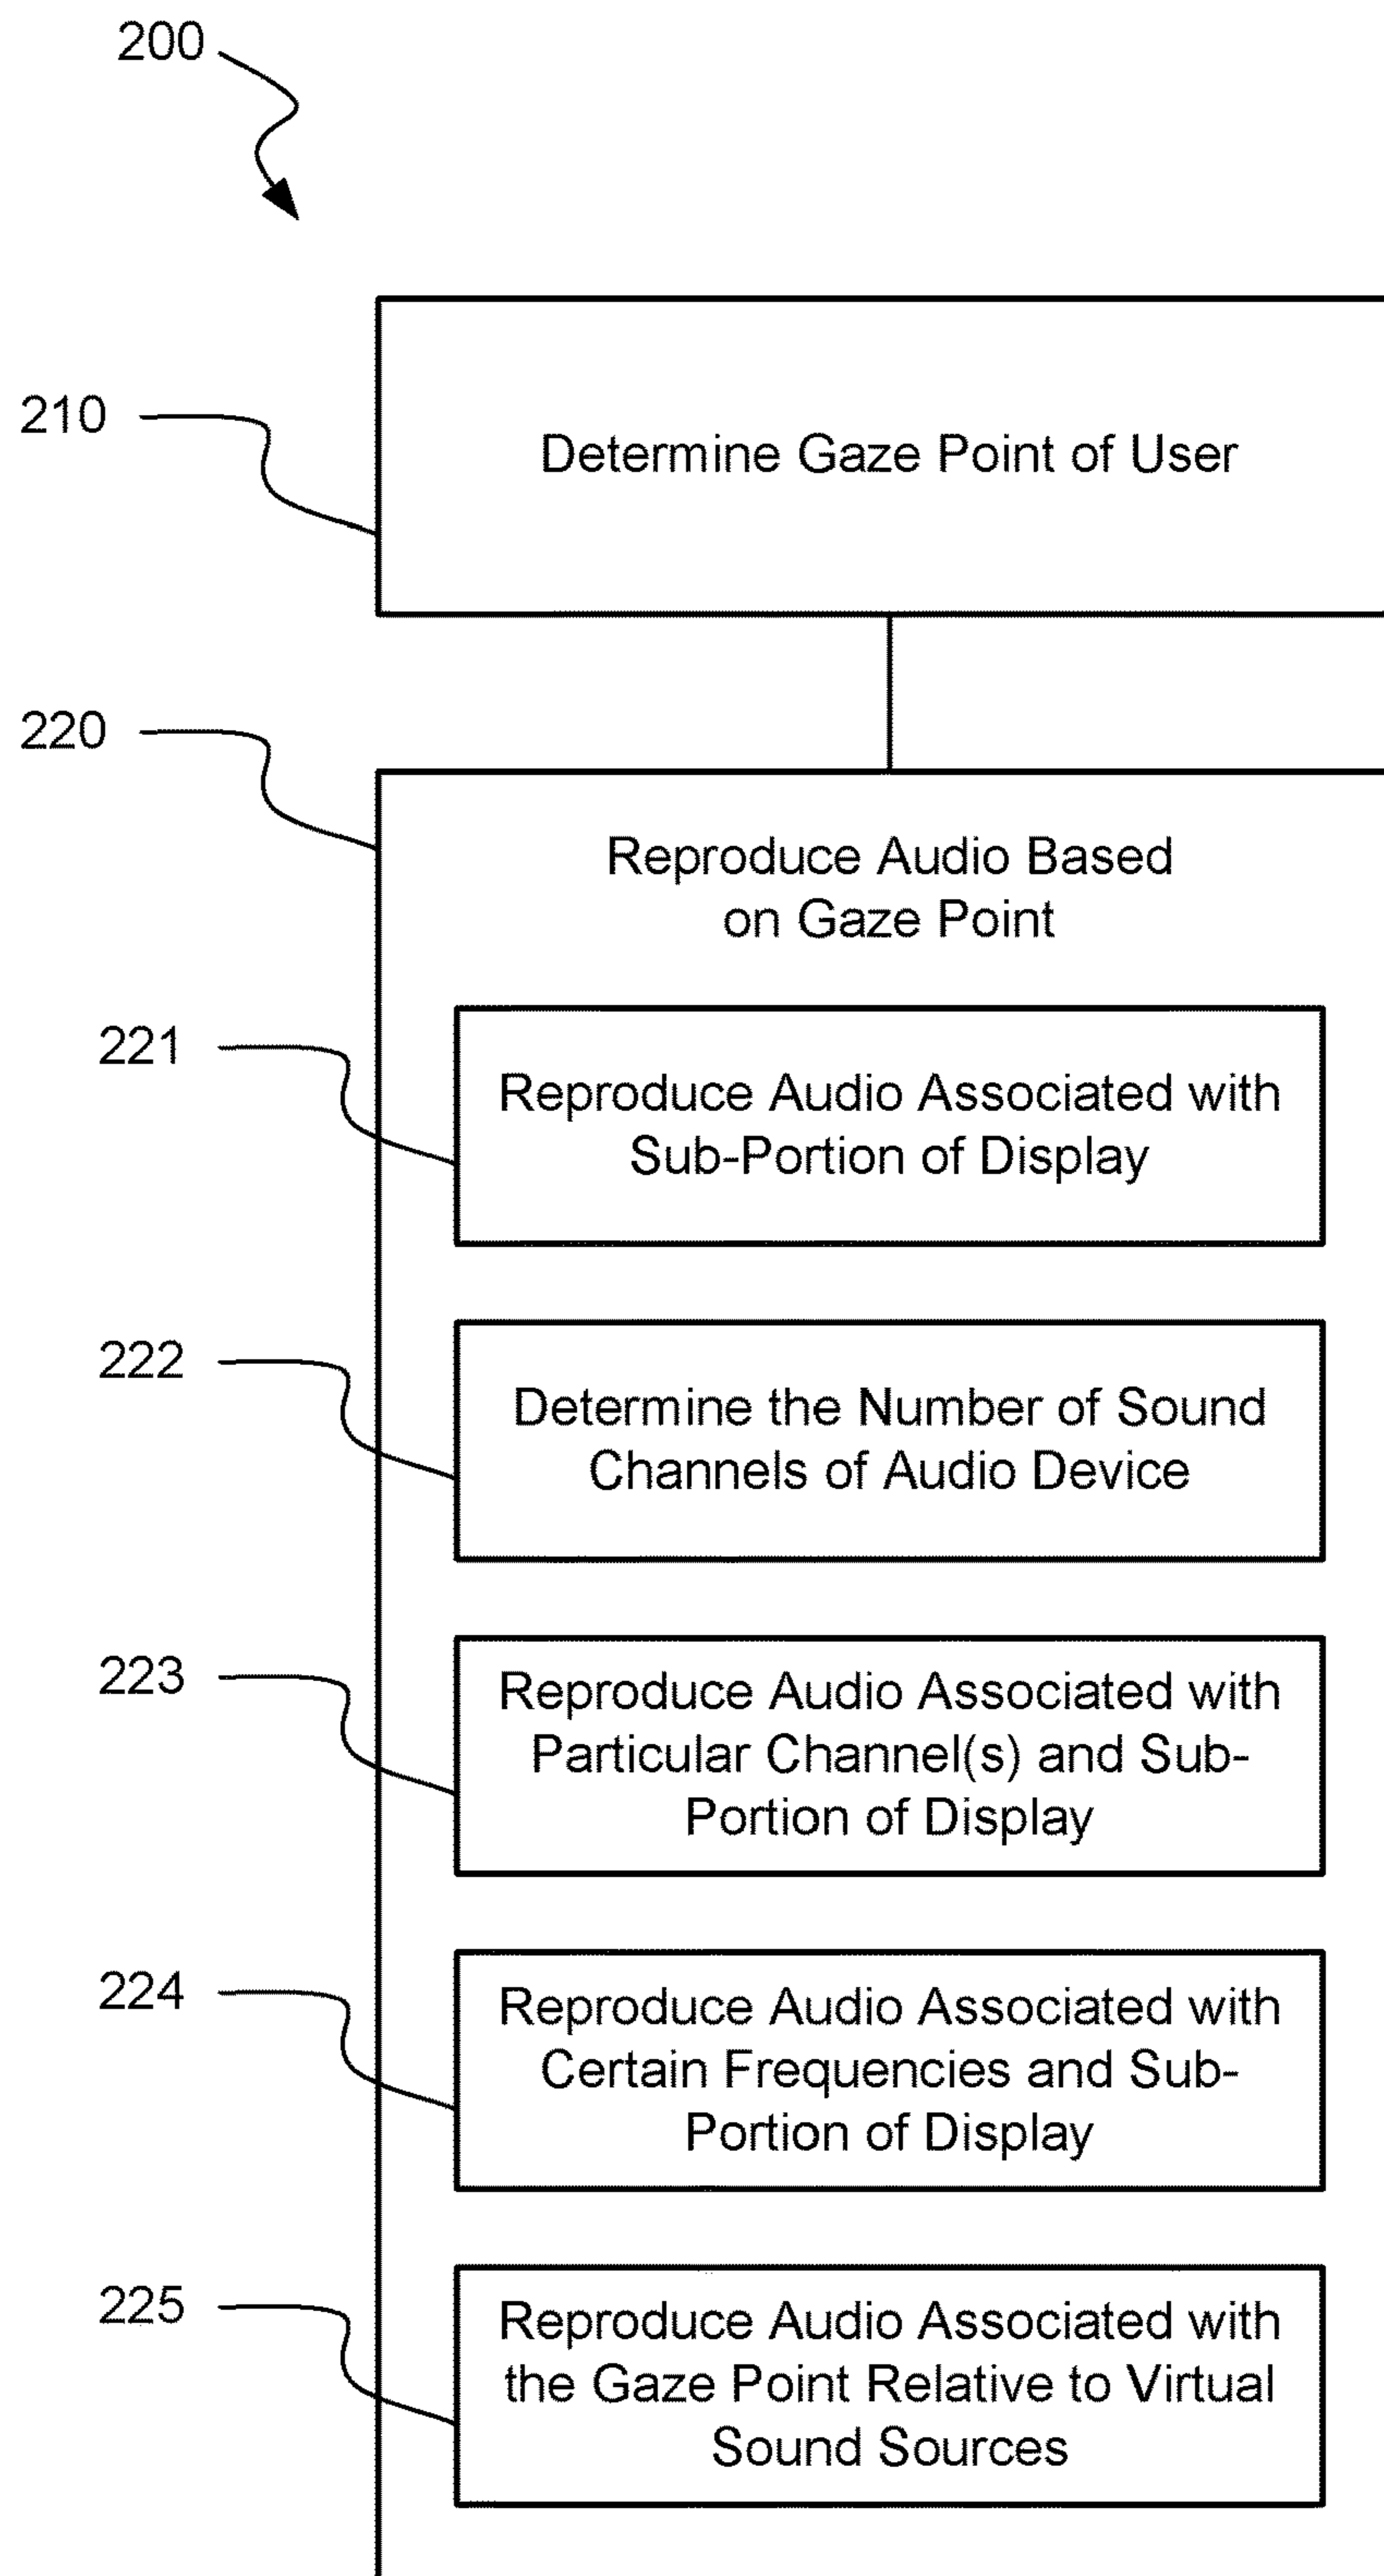 200
210
Determine Gaze Point of User
220
Reproduce Audio Based
on Gaze Point
221
Reproduce Audio Associated with
Sub-Portion of Display
222
Determine the Number of Sound
Channels of Audio Device
223
Reproduce Audio Associated with
Particular Channel(s) and Sub-
Portion of Display
224
Reproduce Audio Associated with
Certain Frequencies and Sub-
Portion of Display
225
Reproduce Audio Associated with
the Gaze Point Relative to Virtual
Sound Sources